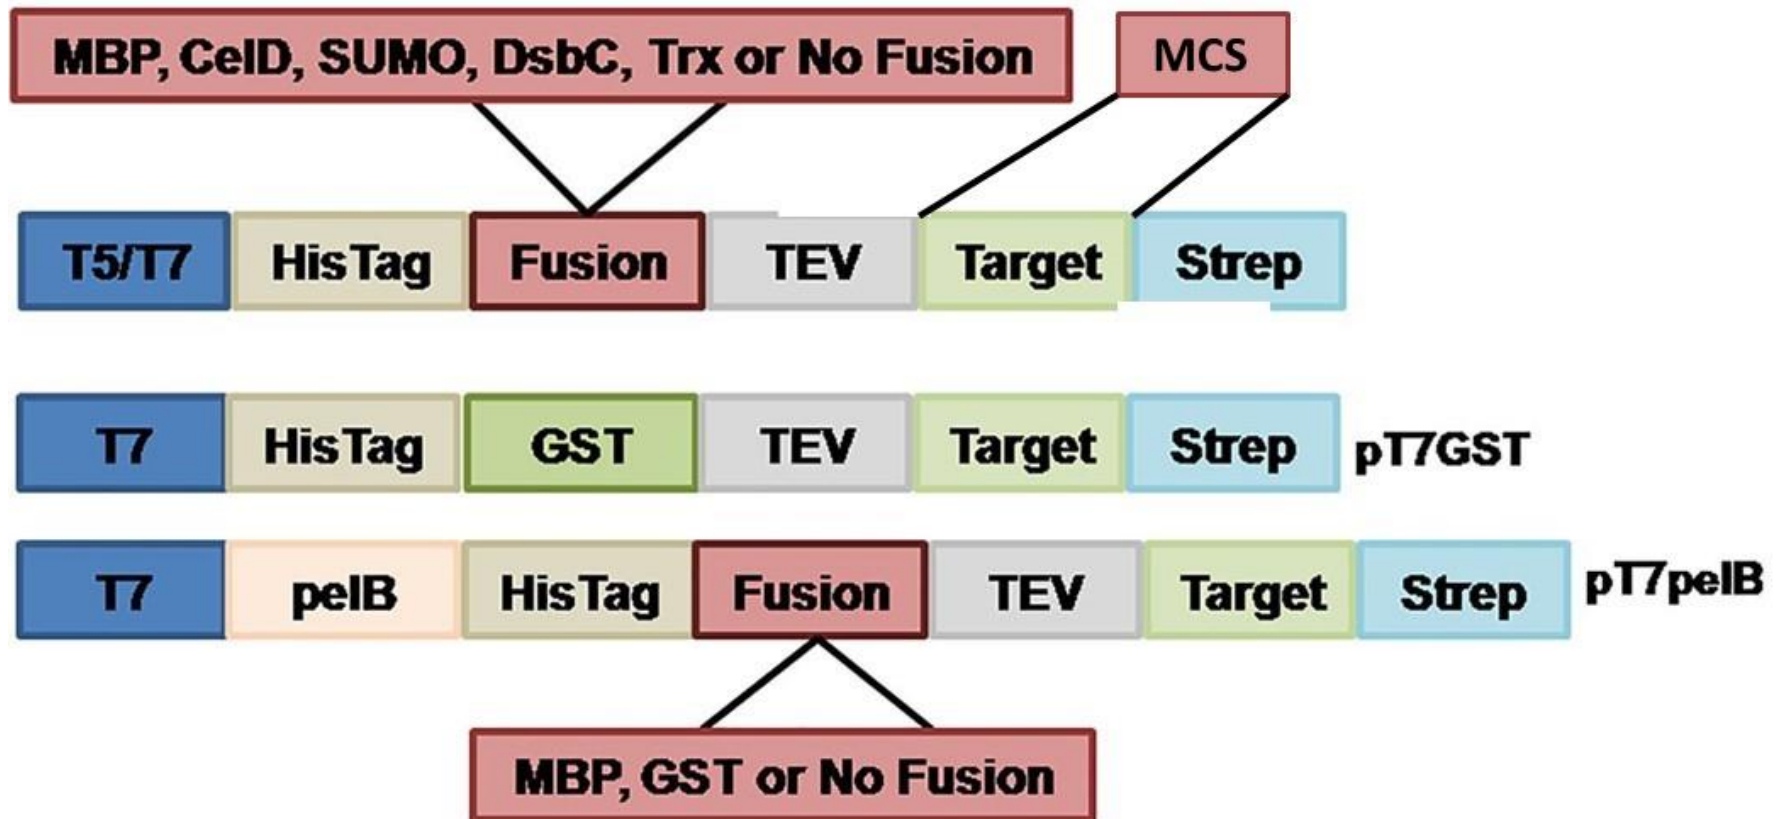 MBP, CelD, SUMO, DsbC, Trx or No Fusion
MCS
T5/T7 HisTag Fusion TEV Target Strep
T7 HisTag GST TEV Target Strep pT7GST
T7 pelB HisTag Fusion TEV Target Strep pT7pelB
MBP, GST or No Fusion